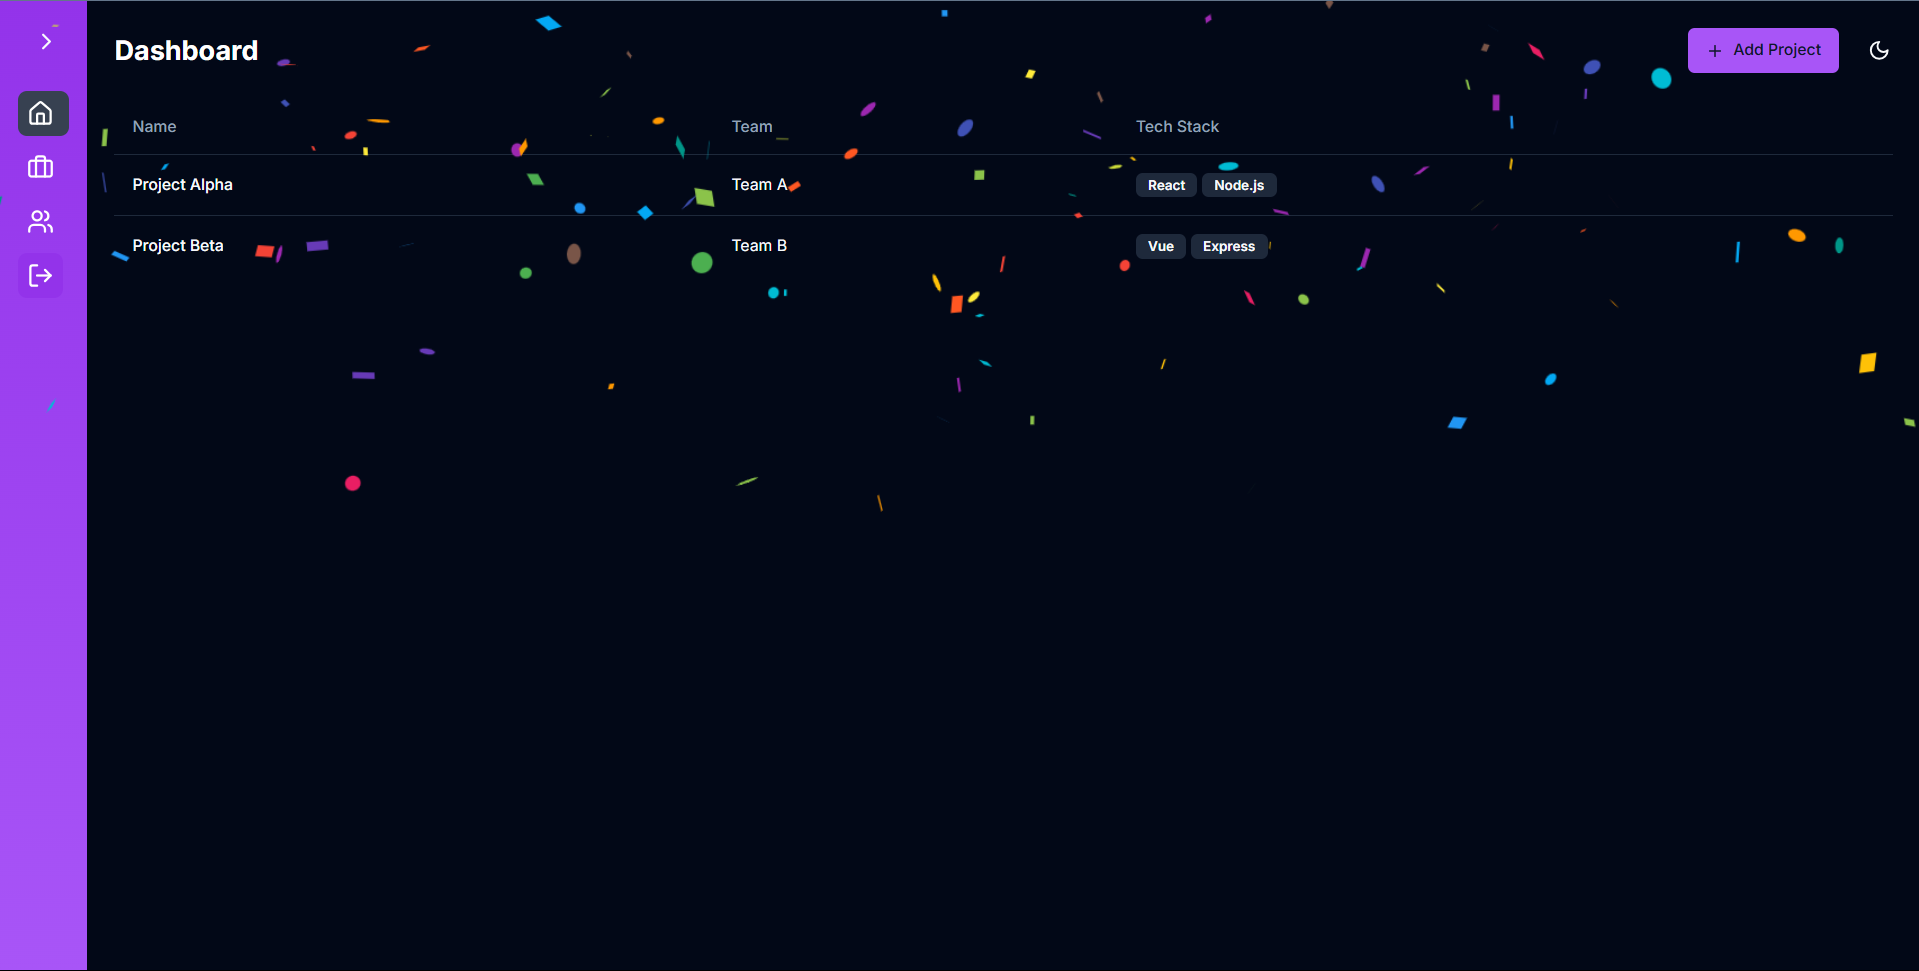 Dashboard
Add Project
Name Team Tech Stack
Project Alpha Team A React Node.js
Project Beta Team B Vue Express